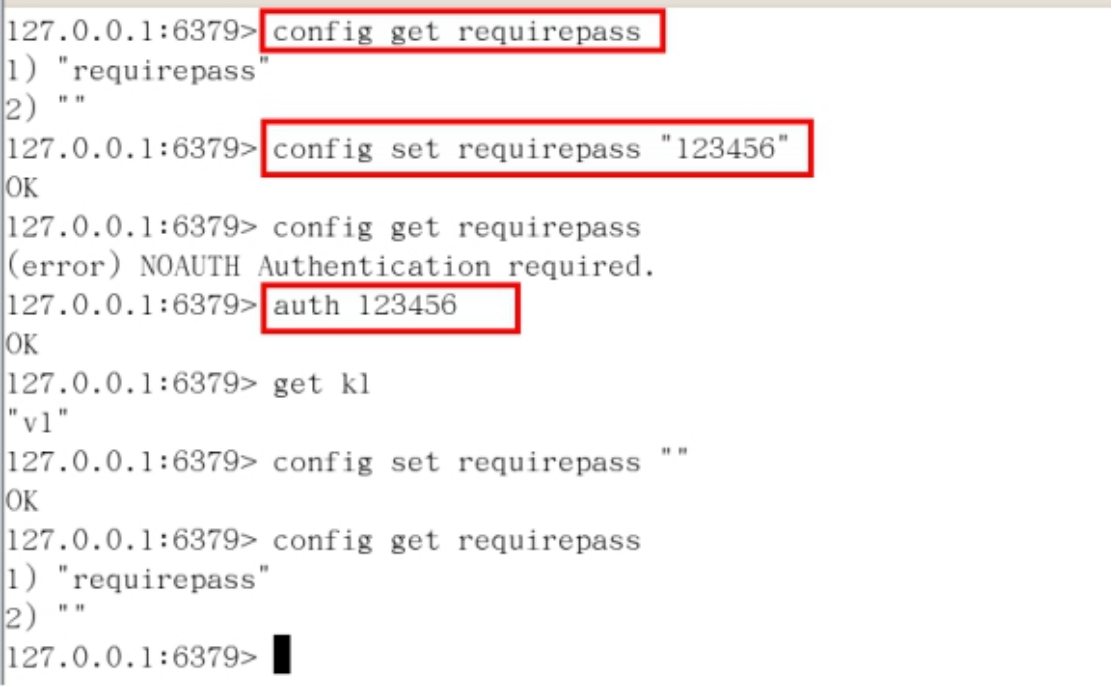 127.0.0.1:6379> config get requirepass
1) "requirepass"
2) ""
127.0.0.1:6379> config set requirepass "123456"
OK
127.0.0.1:6379> config get requirepass
(error) NOAUTH Authentication required.
127.0.0.1:6379> auth 123456
OK
127.0.0.1:6379> get k1
"v1"
127.0.0.1:6379> config set requirepass ""
OK
127.0.0.1:6379> config get requirepass
1) "requirepass"
2) ""
127.0.0.1:6379>